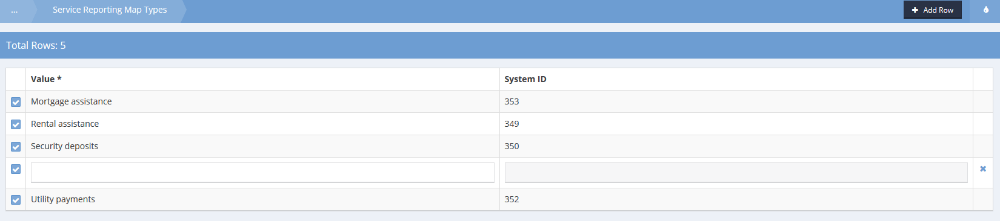 ... Service Reporting Map Types Add Row
Total Rows: 5
Value * System ID
Mortgage assistance 353
Rental assistance 349
Security deposits 350
Utility payments 352